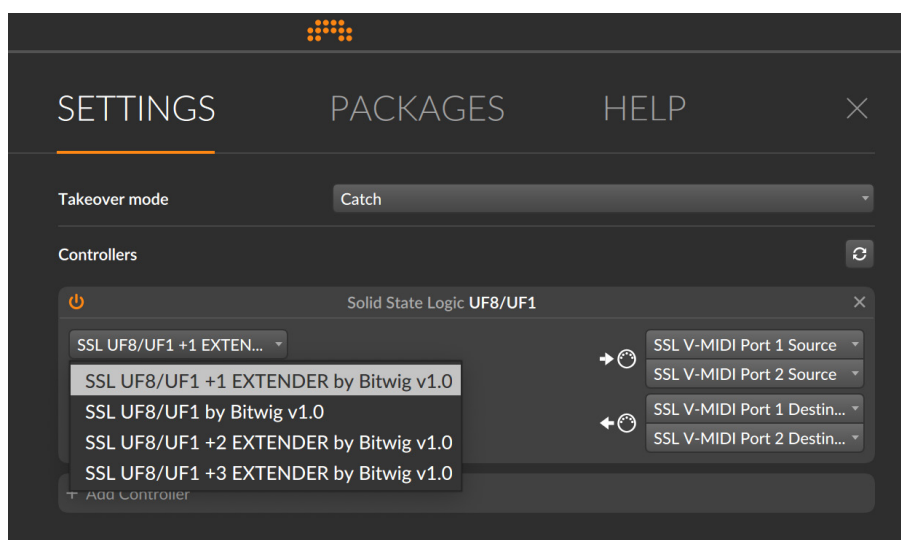 SETTINGS PACKAGES HELP
Takeover mode Catch
Controllers
Solid State Logic UF8/UF1
SSL UF8/UF1 +1 EXTEN...
SSL V-MIDI Port 1 Source
SSL V-MIDI Port 2 Source
SSL UF8/UF1 +1 EXTENDER by Bitwig v1.0
SSL UF8/UF1 by Bitwig v1.0
SSL V-MIDI Port 1 Destin...
SSL UF8/UF1 +2 EXTENDER by Bitwig v1.0
SSL V-MIDI Port 2 Destin...
SSL UF8/UF1 +3 EXTENDER by Bitwig v1.0
+ Add Controller